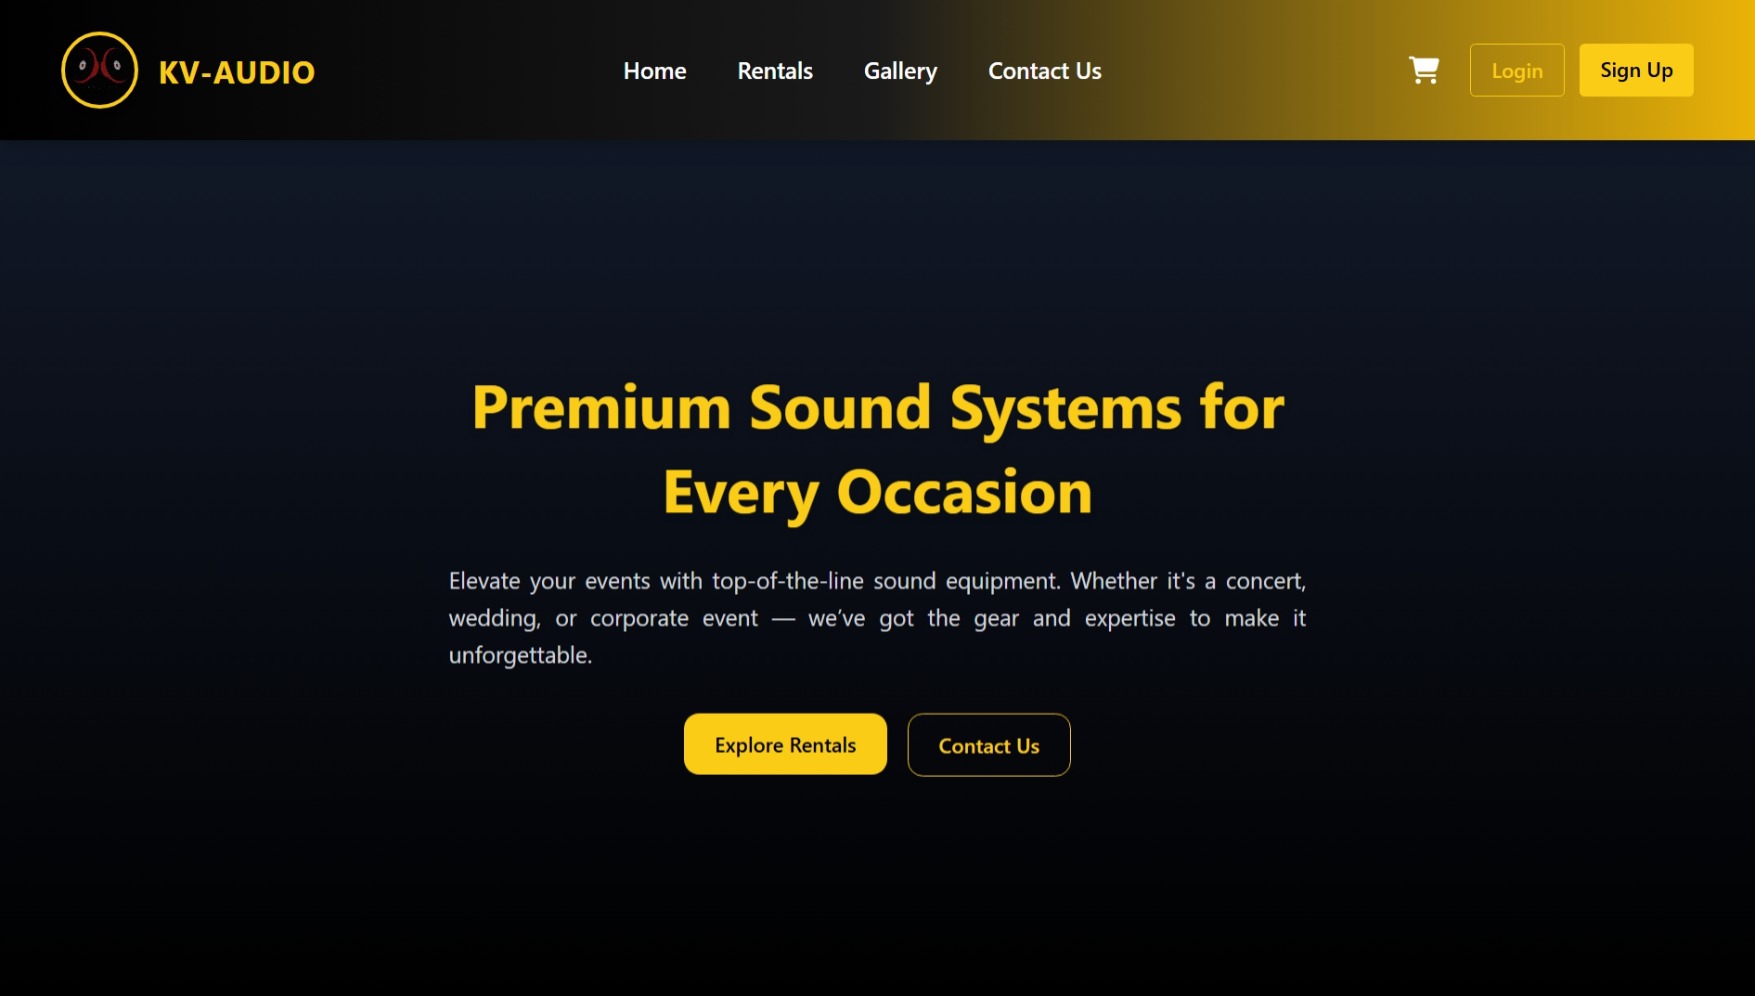 KV-AUDIO
Home
Rentals
Gallery
Contact Us
Login
Sign Up
Premium Sound Systems for
Every Occasion
Elevate your events with top-of-the-line sound equipment. Whether it's a concert,
wedding, or corporate event — we’ve got the gear and expertise to make it
unforgettable.
Explore Rentals
Contact Us